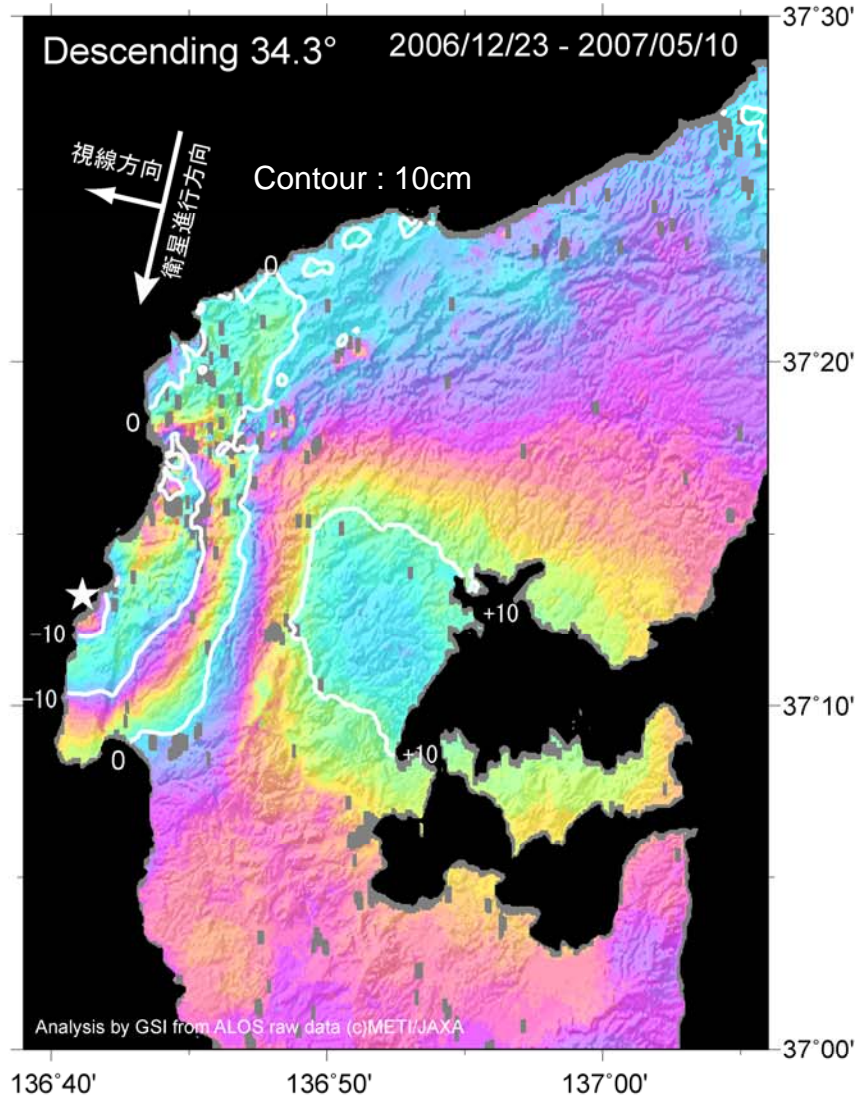 Descending 34.3° 2006/12/23 - 2007/05/10
視線方向
衛星進行方向
Contour : 10cm
0
0
−10
−10
0
+10
+10
Analysis by GSI from ALOS raw data (c)METI/JAXA
37°30'
37°20'
37°10'
37°00'
136°40' 136°50' 137°00'